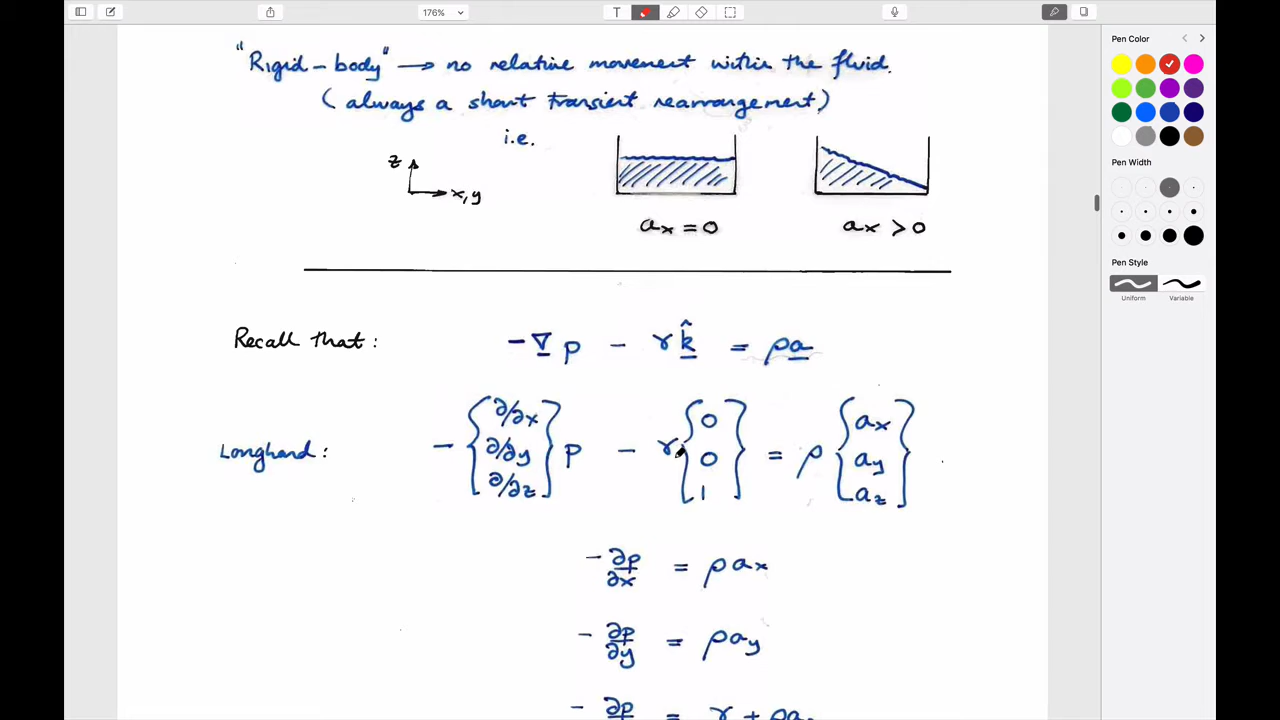 176%
T
Pen Color
"Rigid-body" → no relative movement within the fluid.
(always a short transient rearrangement)
i.e.
z
x, y
ax = 0
ax > 0
Pen Width
Pen Style
Uniform
Variable
Recall that: -∇p - γk̂ = ρa
Longhand: -{∂/∂x ∂/∂y ∂/∂z}p - γ{0 0 1} = ρ{ax ay az}
-∂p/∂x = ρax
-∂p/∂y = ρay
-∂p = γ + ρa